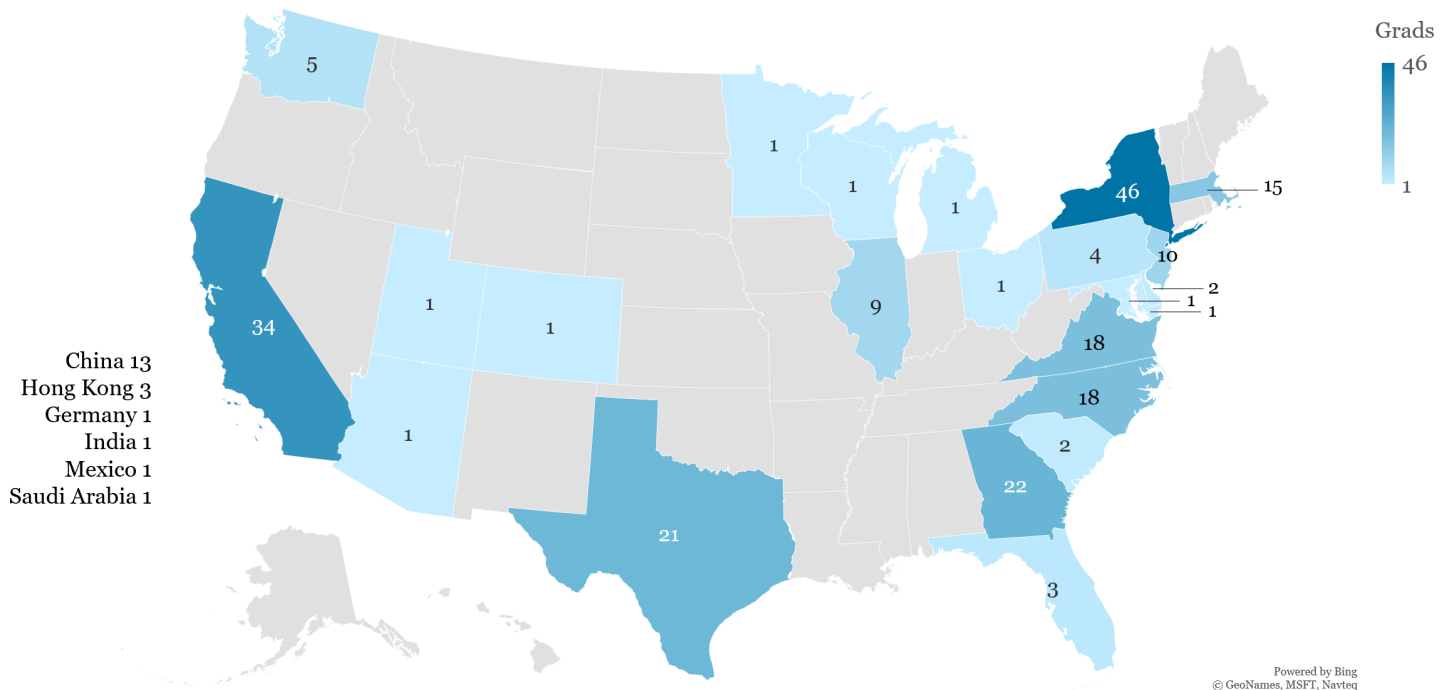 Grads
46
1
5
1
1
1
46
15
4
10
2
1
1
34
1
1
9
1
18
18
1
2
22
21
3
China 13
Hong Kong 3
Germany 1
India 1
Mexico 1
Saudi Arabia 1
Powered by Bing
© GeoNames, MSFT, Navteq